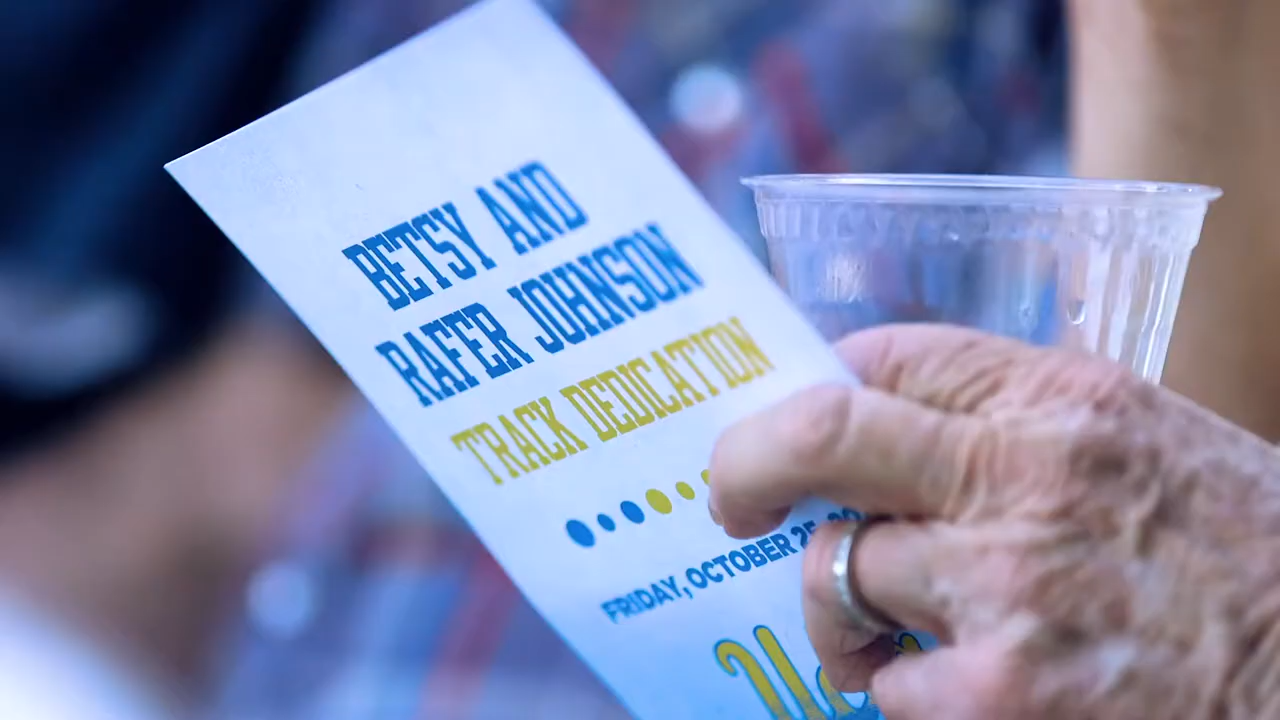 BETSY AND
RAFER JOHNSON
TRACK DEDICATION
FRIDAY, OCTOBER 25,